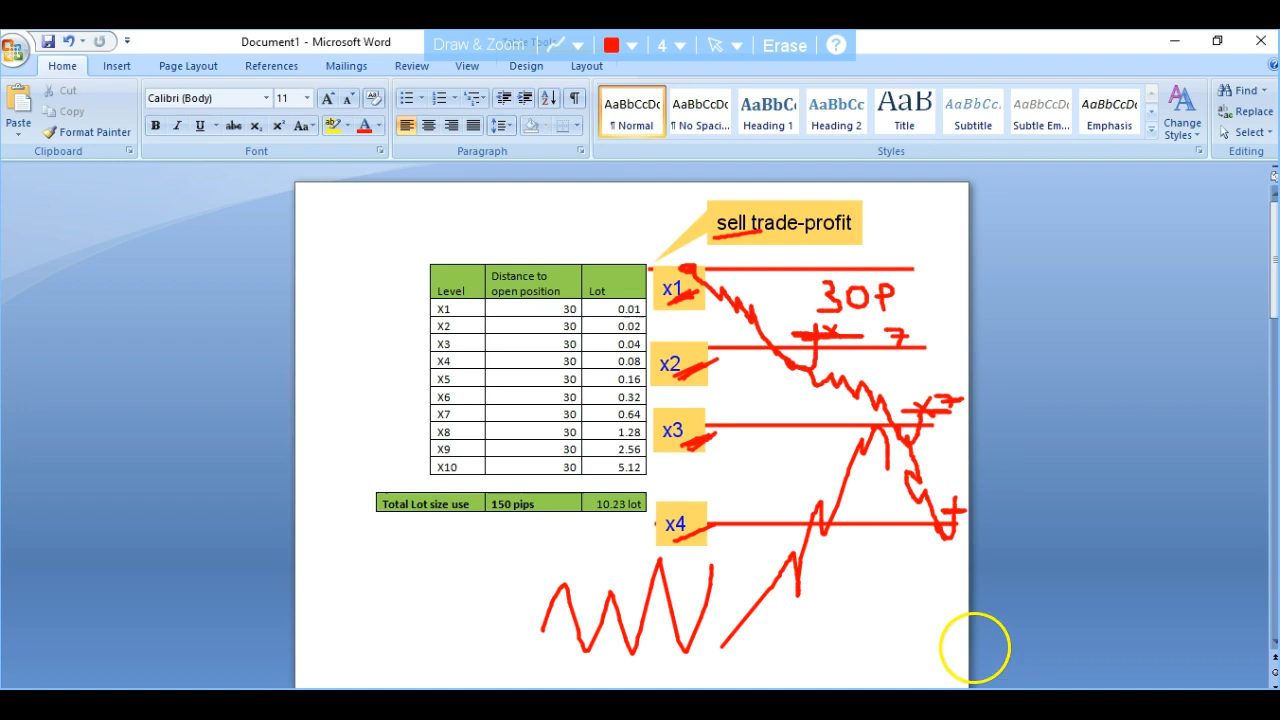 Document1 - Microsoft Word
Draw & Zoom
4
Erase
?
Home
Insert
Page Layout
References
Mailings
Review
View
Design
Layout
Paste
Cut
Copy
Format Painter
Clipboard
Calibri (Body)
11
Font
Paragraph
AaBbCcDc
¶ Normal
AaBbCcDc
¶ No Spaci...
AaBbCc
Heading 1
AaBbCc
Heading 2
AaB
Title
AaBbCc.
Subtitle
AaBbCcDc
Subtle Em...
AaBbCcDc
Emphasis
Change
Styles
Styles
Find
Replace
Select
Editing
sell trade-profit
Level Distance to open position Lot
X1 30 0.01
X2 30 0.02
X3 30 0.04
X4 30 0.08
X5 30 0.16
X6 30 0.32
X7 30 0.64
X8 30 1.28
X9 30 2.56
X10 30 5.12
Total Lot size use 150 pips 10.23 lot
x1
30P
x2
x3
x4